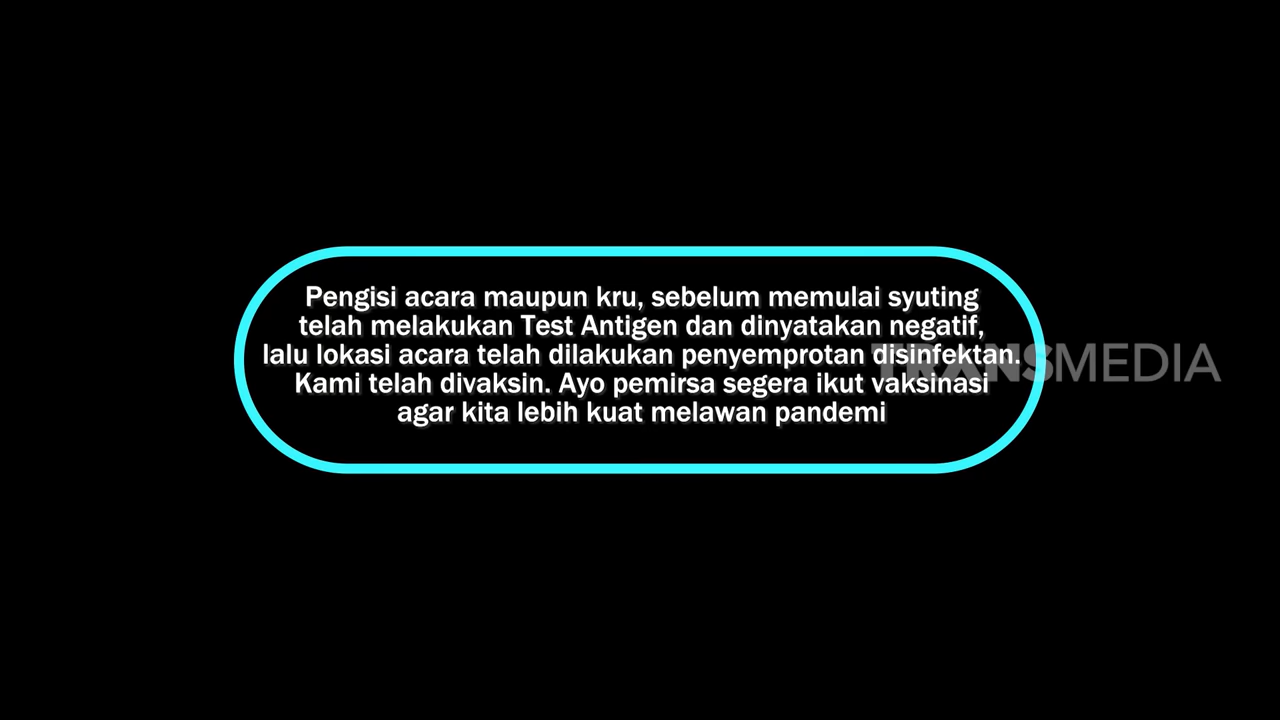 Pengisi acara maupun kru, sebelum memulai syuting
telah melakukan Test Antigen dan dinyatakan negatif,
lalu lokasi acara telah dilakukan penyemprotan disinfektan.
TRANSMEDIA
Kami telah divaksin. Ayo pemirsa segera ikut vaksinasi
agar kita lebih kuat melawan pandemi